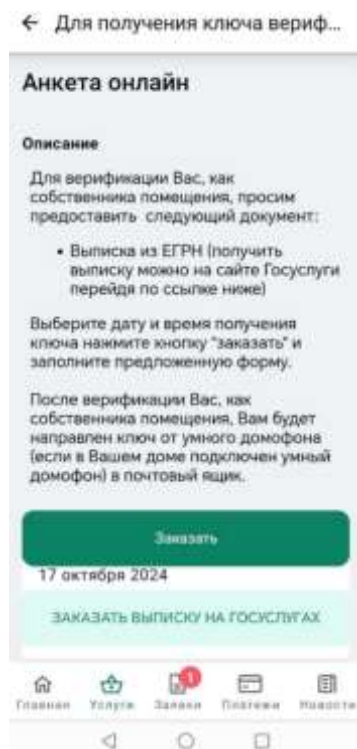 ← Для получения ключа вериф...
Анкета онлайн
Описание
Для верификации Вас, как
собственника помещения, просим
предоставить следующий документ:
• Выписка из ЕГРН (получить
выписку можно на сайте Госуслуги
перейдя по ссылке ниже)
Выберите дату и время получения
ключа нажмите кнопку "заказать" и
заполните предложенную форму.
После верификации Вас, как
собственника помещения, Вам будет
направлен ключ от умного домофона
(если в Вашем доме подключен умный
домофон) в почтовый ящик.
Заказать
17 октября 2024
ЗАКАЗАТЬ ВЫПИСКУ НА ГОСУСЛУГАХ
1
Главная Услуги Заявки Платежи Новости